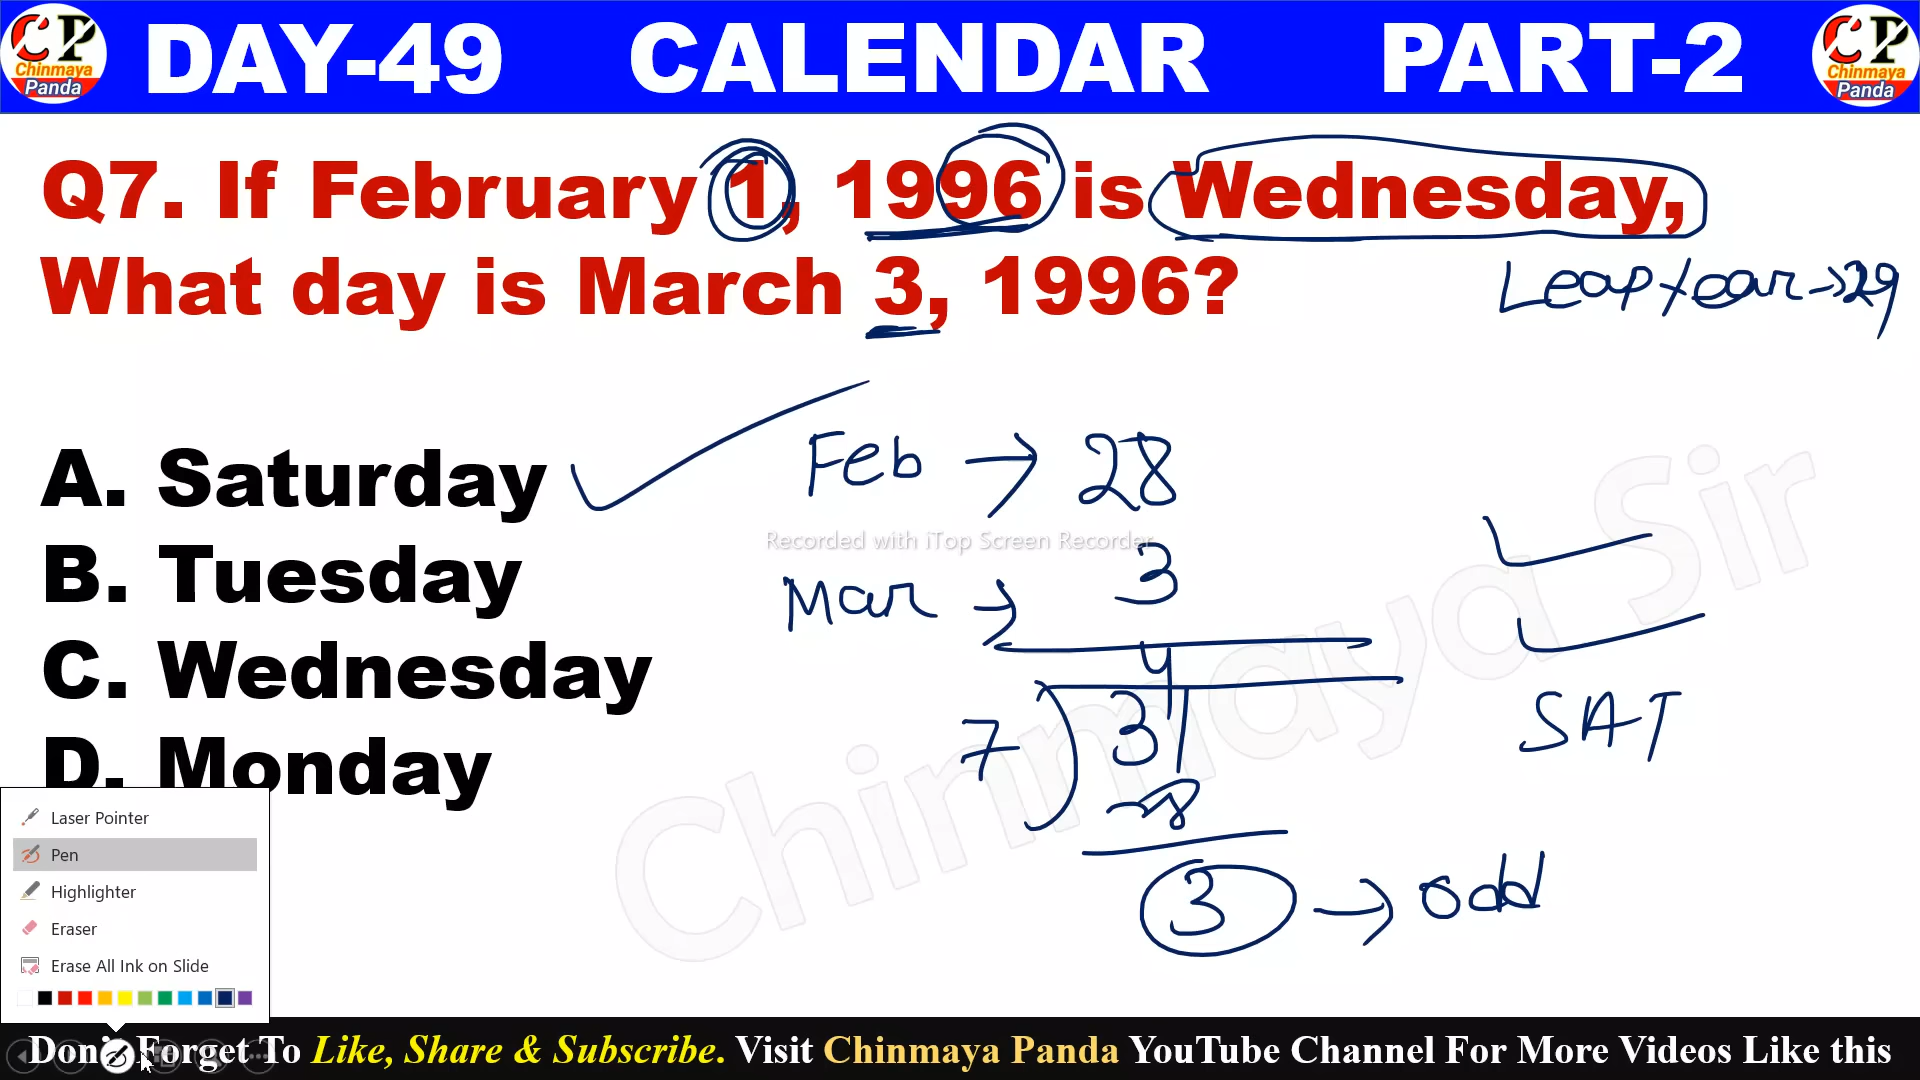 CP Chinmaya Panda DAY-49 CALENDAR PART-2 CP Chinmaya Panda
Q7. If February 1, 1996 is Wednesday,
What day is March 3, 1996?
Leap Year → 29
A. Saturday
B. Tuesday
C. Wednesday
D. Monday
Feb → 28
Recorded with iTop Screen Recorder
Mar → 3
4
7) 31
28
3 → odd
SAT
Chinmaya Sir
Laser Pointer
Pen
Highlighter
Eraser
Erase All Ink on Slide
Don't Forget To Like, Share & Subscribe. Visit Chinmaya Panda YouTube Channel For More Videos Like this